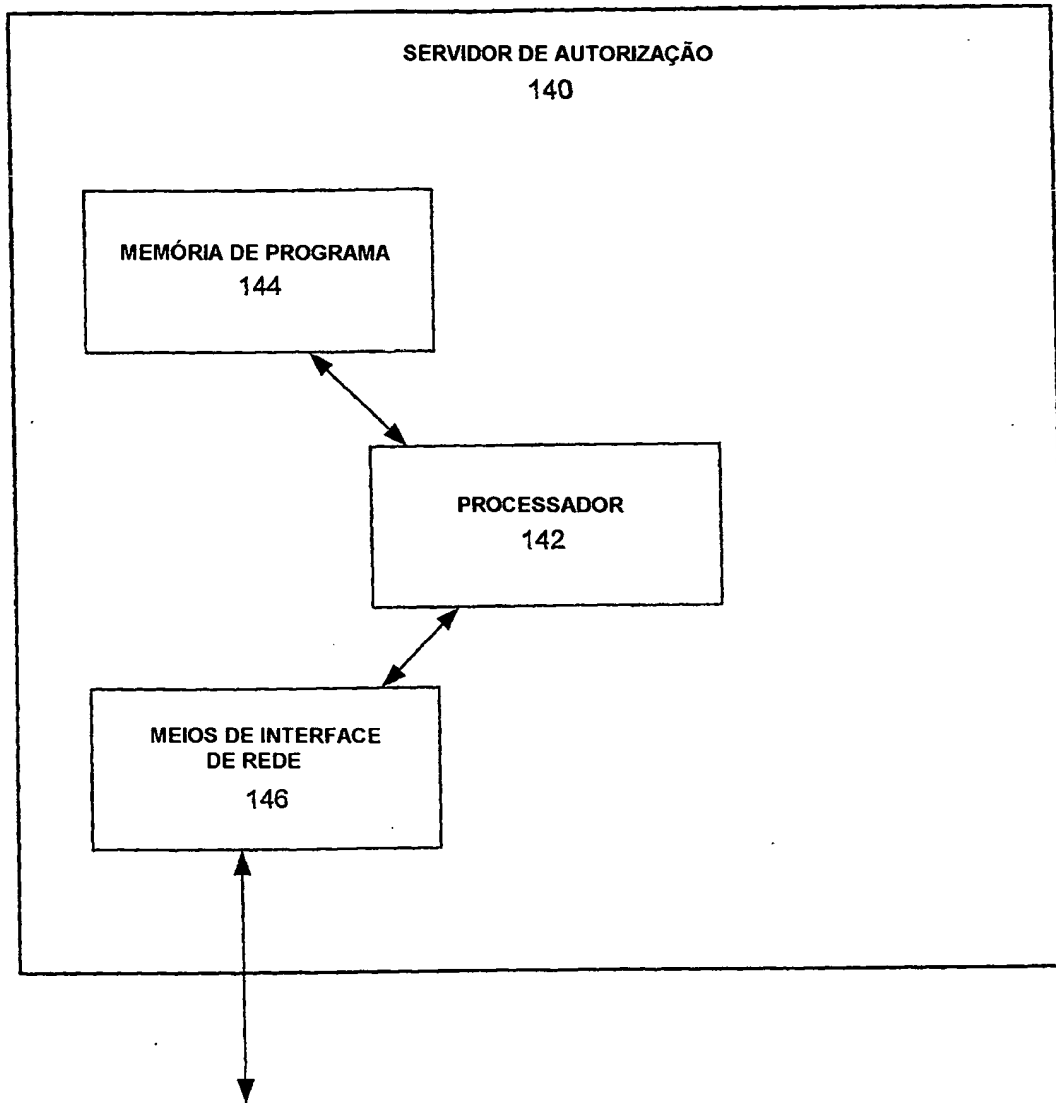 SERVIDOR DE AUTORIZAÇÃO
140
MEMÓRIA DE PROGRAMA
144
PROCESSADOR
142
MEIOS DE INTERFACE
DE REDE
146